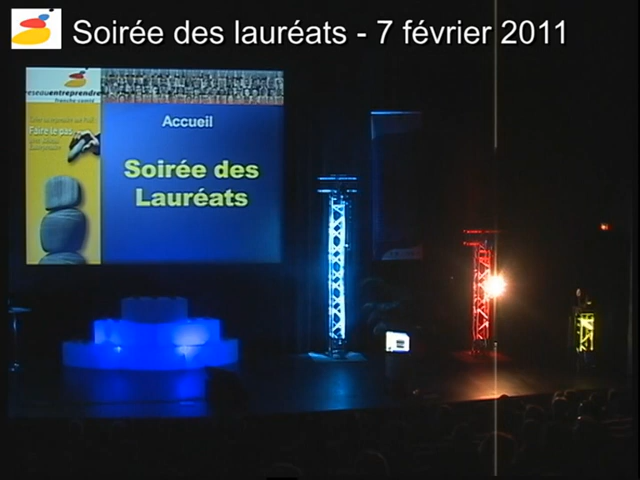 Soirée des lauréats - 7 février 2011
reseauentreprendre
franche comté
Accueil
Faire le pas,
Soirée des
Lauréats